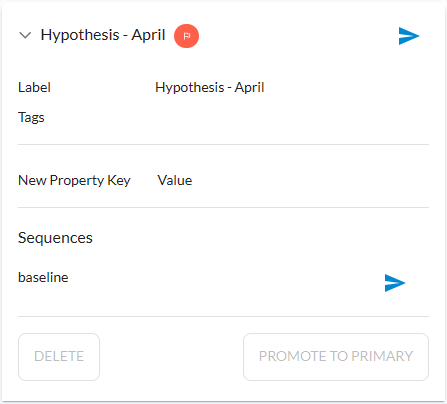 Hypothesis - April
Label Hypothesis - April
Tags
New Property Key Value
Sequences
baseline
DELETE PROMOTE TO PRIMARY